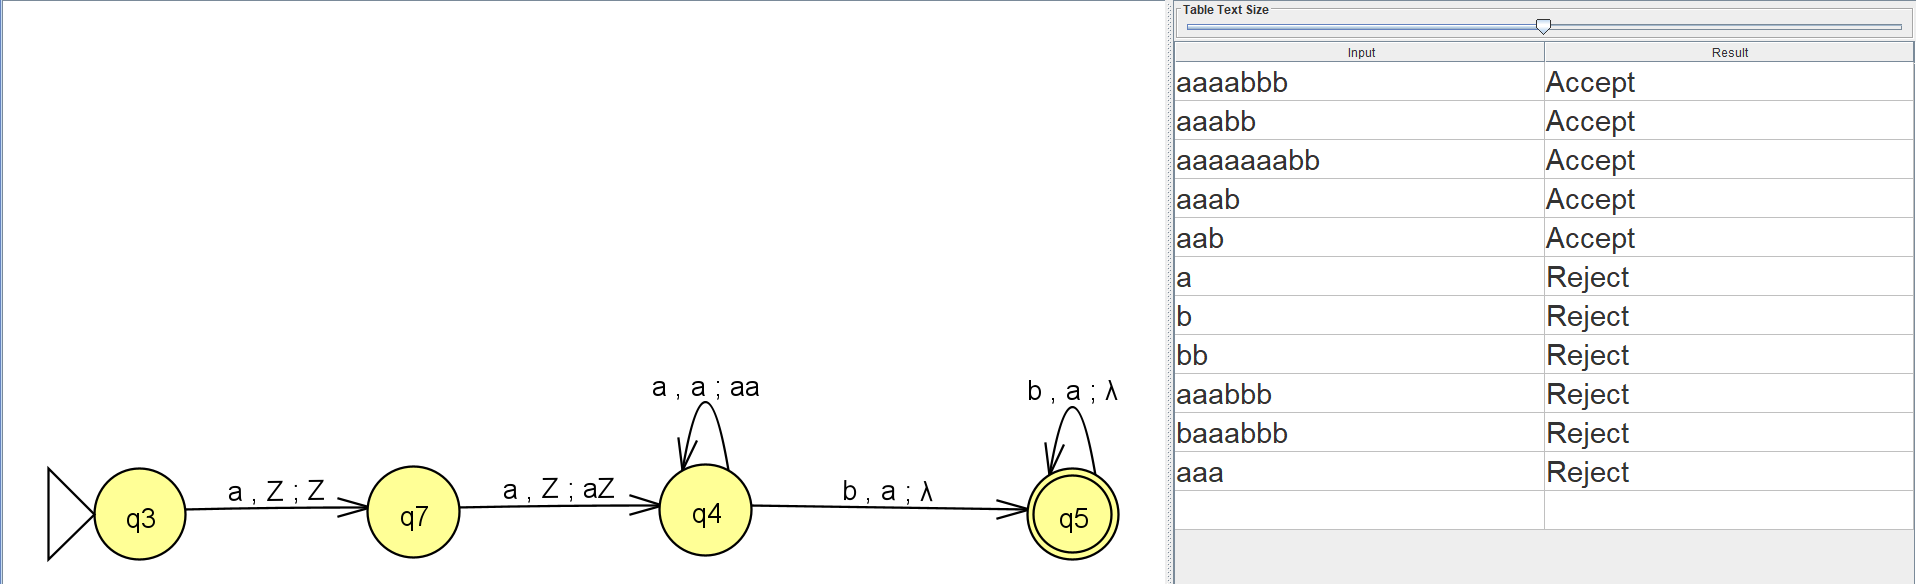 Table Text Size
Input Result
aaaabbb Accept
aaabb Accept
aaaaaaabb Accept
aaab Accept
aab Accept
a Reject
b Reject
bb Reject
aaabbb Reject
baaabbb Reject
aaa Reject
a , a ; aa
b , a ; λ
a , Z ; Z
a , Z ; aZ
b , a ; λ
q3
q7
q4
q5